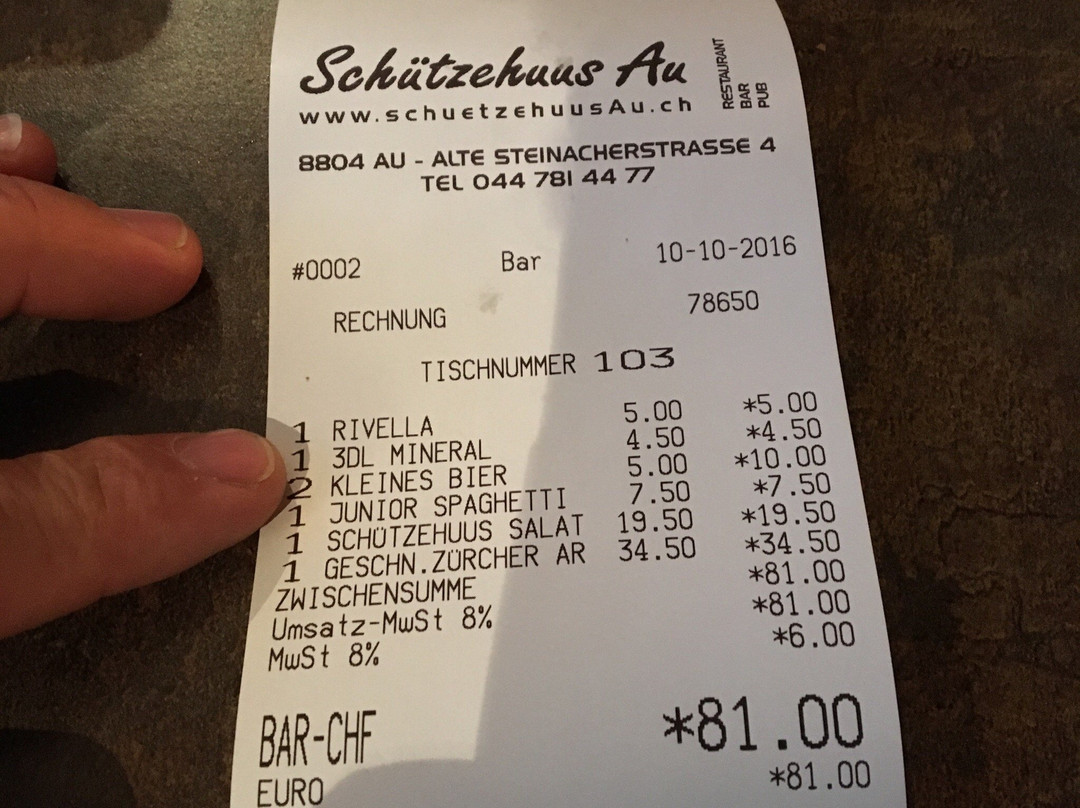 Schützehuus Au
RESTAURANT
BAR
PUB
www.schuetzehuusAu.ch
8804 AU - ALTE STEINACHERSTRASSE 4
TEL 044 781 44 77
#0002 Bar 10-10-2016
RECHNUNG 78650
TISCHNUMMER 103
1 RIVELLA 5.00 *5.00
1 3DL MINERAL 4.50 *4.50
2 KLEINES BIER 5.00 *10.00
1 JUNIOR SPAGHETTI 7.50 *7.50
1 SCHÜTZEHUUS SALAT 19.50 *19.50
1 GESCHN.ZÜRCHER AR 34.50 *34.50
ZWISCHENSUMME *81.00
Umsatz-MwSt 8% *81.00
MwSt 8% *6.00
BAR-CHF *81.00
EURO *81.00